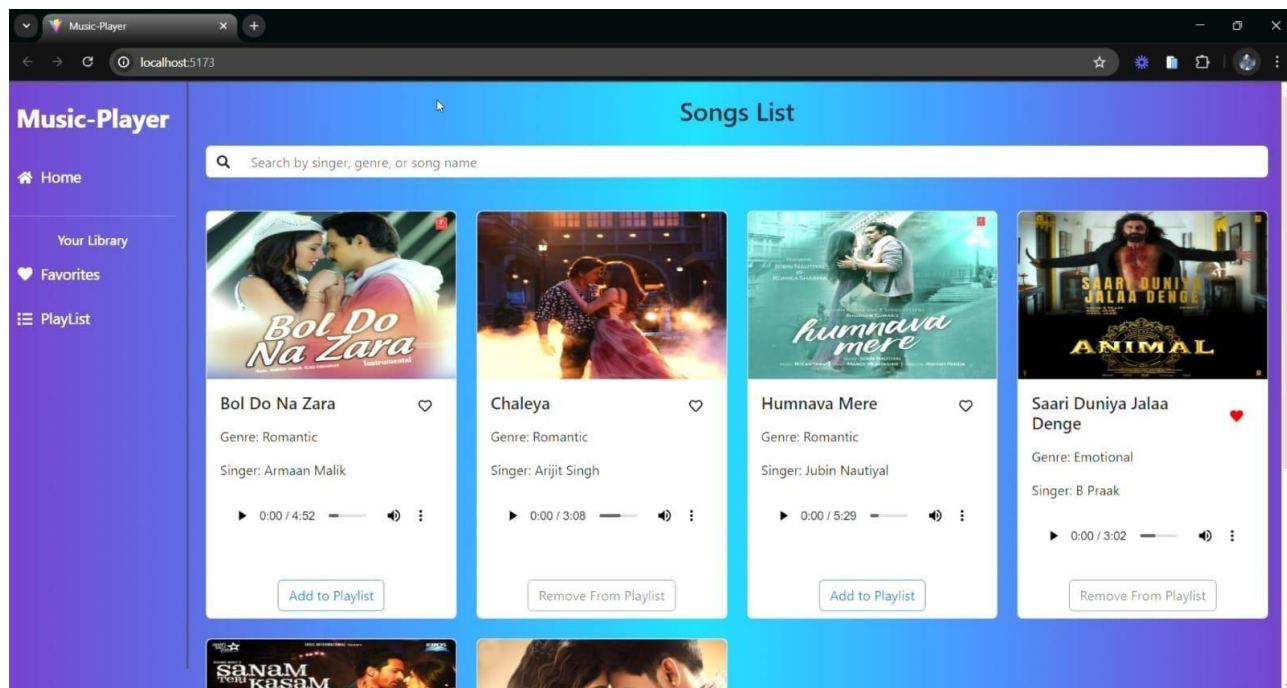 Music-Player
localhost:5173
Music-Player
Songs List
Search by singer, genre, or song name
Home
Your Library
Favorites
PlayList
Bol Do
Na Zara
Instrumental
humnava
mere
SAARI DUNIYA
JALAA DENGE
ANIMAL
Bol Do Na Zara
Genre: Romantic
Singer: Armaan Malik
0:00 / 4:52
Add to Playlist
Chaleya
Genre: Romantic
Singer: Arijit Singh
0:00 / 3:08
Remove From Playlist
Humnava Mere
Genre: Romantic
Singer: Jubin Nautiyal
0:00 / 5:29
Add to Playlist
Saari Duniya Jalaa
Denge
Genre: Emotional
Singer: B Praak
0:00 / 3:02
Remove From Playlist
SANAM
TERI KASAM